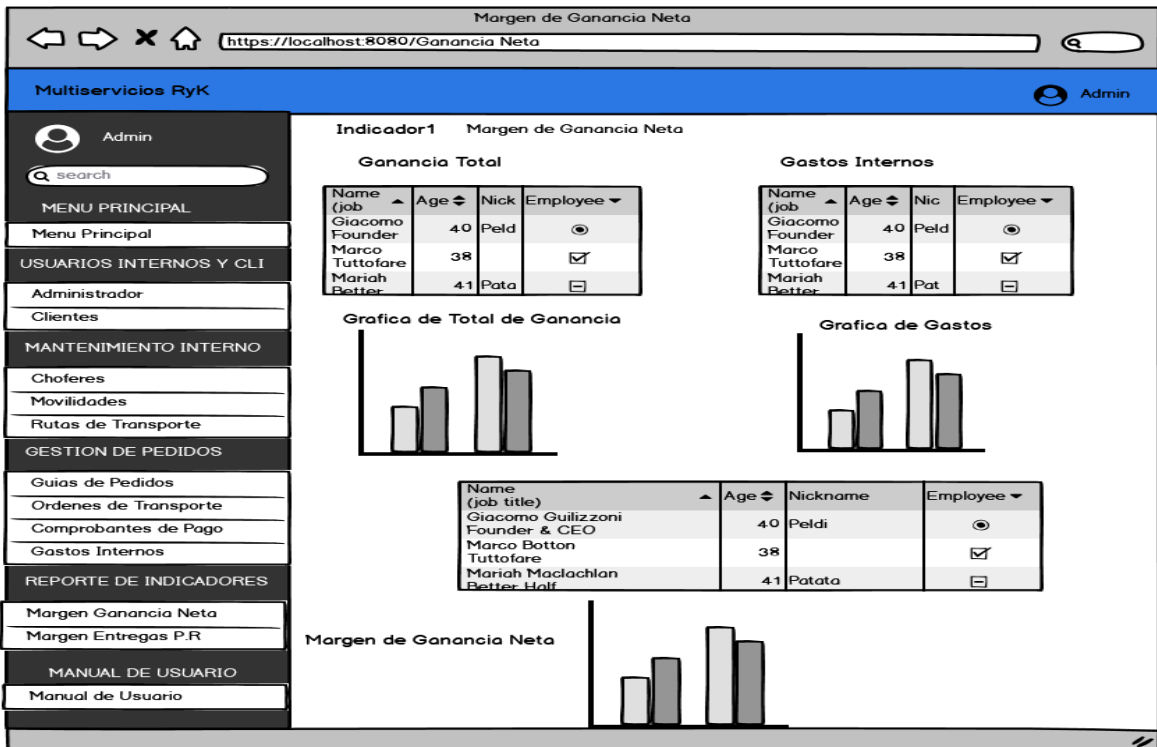 Margen de Ganancia Neta
https://localhost:8080/Ganancia Neta
Multiservicios RyK
Admin
Admin
search
MENU PRINCIPAL
Menu Principal
USUARIOS INTERNOS Y CLI
Administrador
Clientes
MANTENIMIENTO INTERNO
Choferes
Movilidades
Rutas de Transporte
GESTION DE PEDIDOS
Guias de Pedidos
Ordenes de Transporte
Comprobantes de Pago
Gastos Internos
REPORTE DE INDICADORES
Margen Ganancia Neta
Margen Entregas P.R
MANUAL DE USUARIO
Manual de Usuario
Indicador1 Margen de Ganancia Neta
Ganancia Total
Name
(job Age Nick Employee
Giacomo
Founder 40 Peld
Marco
Tuttofare 38
Mariah
Better 41 Pata
Gastos Internos
Name
(job Age Nic Employee
Giacomo
Founder 40 Peld
Marco
Tuttofare 38
Mariah
Better 41 Pat
Grafica de Total de Ganancia
Grafica de Gastos
Name
(job title) Age Nickname Employee
Giacomo Guilizzoni
Founder & CEO 40 Peldi
Marco Botton
Tuttofare 38
Mariah Maclachlan
Better Half 41 Patata
Margen de Ganancia Neta